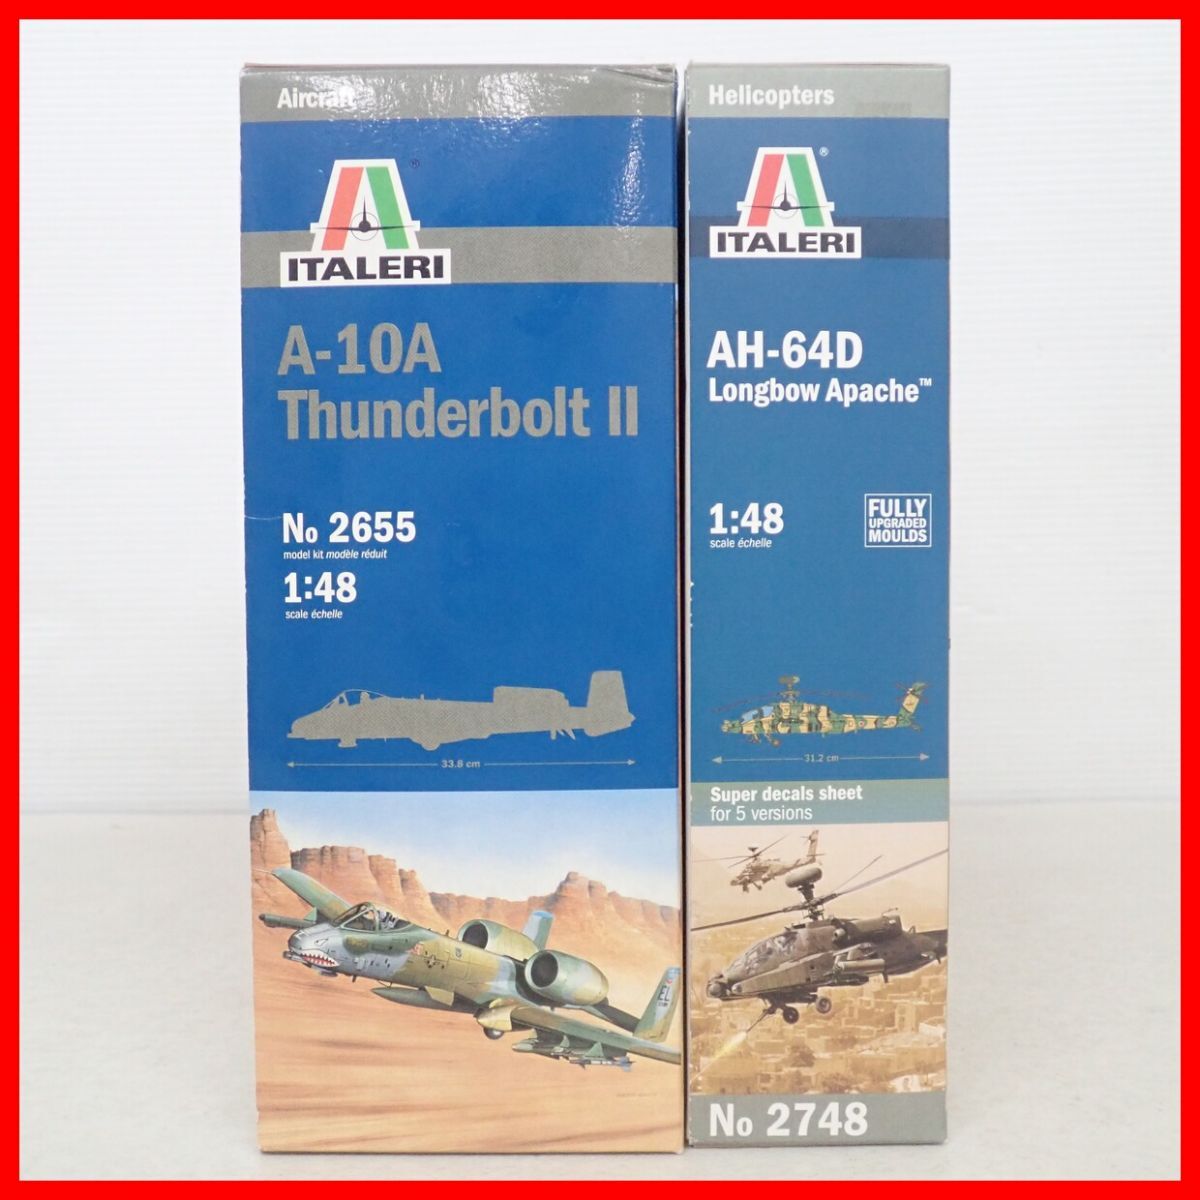 Aircraft
ITALERI
A-10A
Thunderbolt II
No 2655
model kit modèle réduit
1:48
scale échelle
33.8 cm
EL
Helicopters
ITALERI
AH-64D
Longbow Apache™
1:48
scale échelle
FULLY
UPGRADED
MOULDS
31.2 cm
Super decals sheet
for 5 versions
No 2748